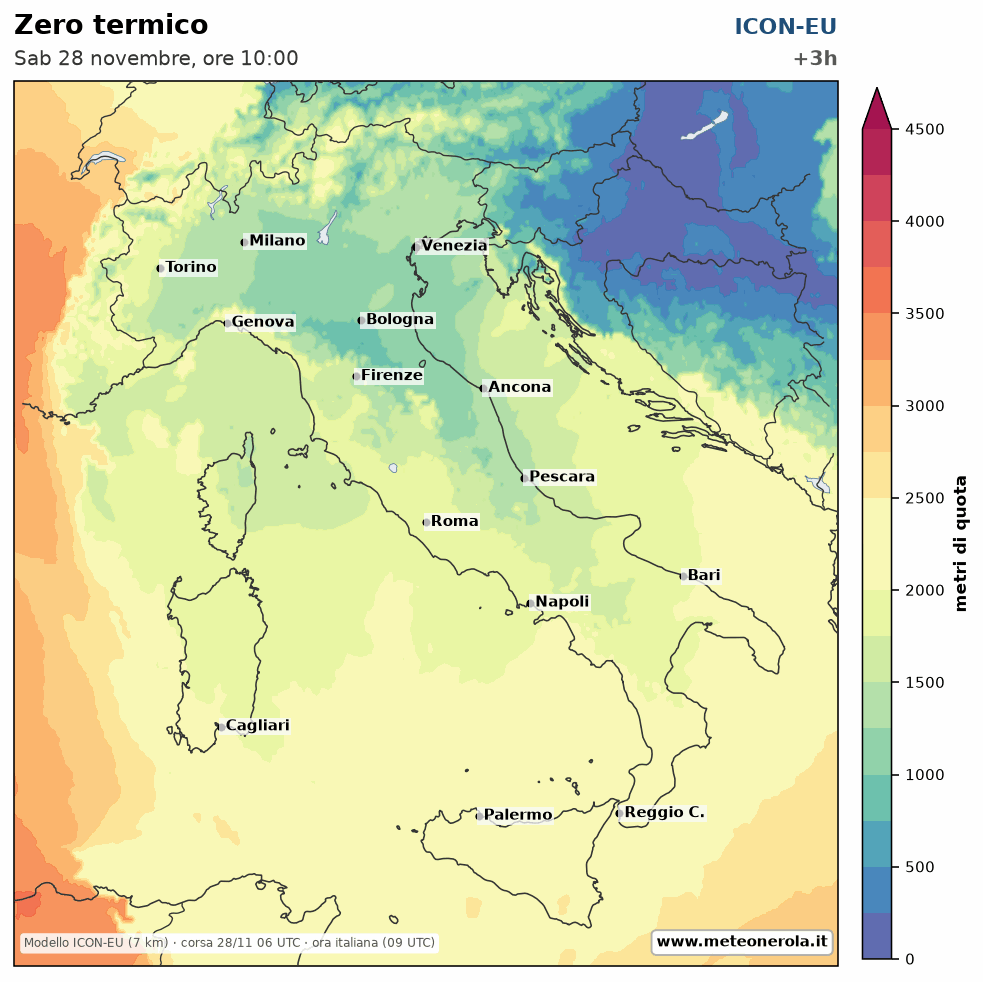 Zero termico
ICON-EU
Sab 28 novembre, ore 10:00
+3h
Milano
Venezia
Torino
Genova
Bologna
Firenze
Ancona
Pescara
Roma
Bari
Napoli
Cagliari
Palermo
Reggio C.
4500
4000
3500
3000
2500
2000
1500
1000
500
0
metri di quota
Modello ICON-EU (7 km) · corsa 28/11 06 UTC · ora italiana (09 UTC)
www.meteonerola.it